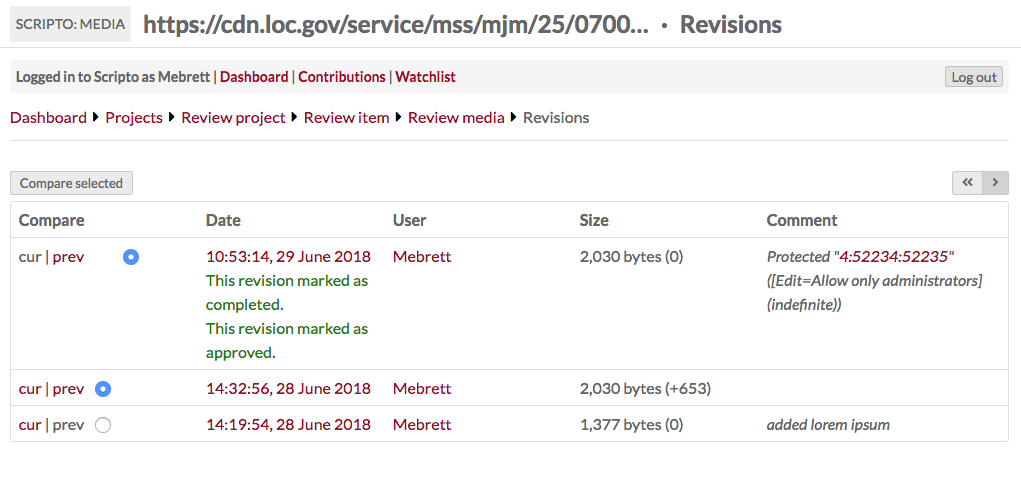 SCRIPTO: MEDIA https://cdn.loc.gov/service/mss/mjm/25/0700... · Revisions
Logged in to Scripto as Mebrett | Dashboard | Contributions | Watchlist Log out
Dashboard Projects Review project Review item Review media Revisions
Compare selected « >
Compare Date User Size Comment
cur | prev 10:53:14, 29 June 2018 Mebrett 2,030 bytes (0) Protected "4:52234:52235"
This revision marked as ([Edit=Allow only administrators]
completed. (indefinite))
This revision marked as
approved.
cur | prev 14:32:56, 28 June 2018 Mebrett 2,030 bytes (+653)
cur | prev 14:19:54, 28 June 2018 Mebrett 1,377 bytes (0) added lorem ipsum